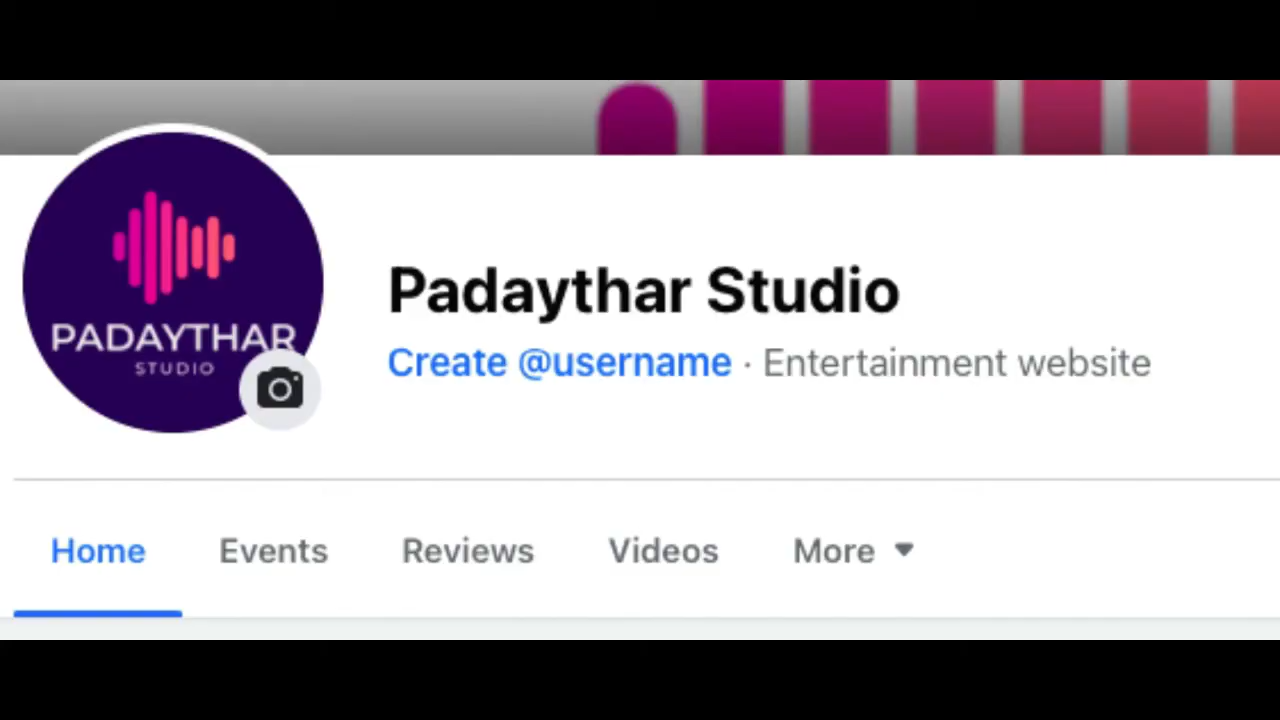 PADAYTHAR
STUDIO
Padaythar Studio
Create @username · Entertainment website
Home Events Reviews Videos More